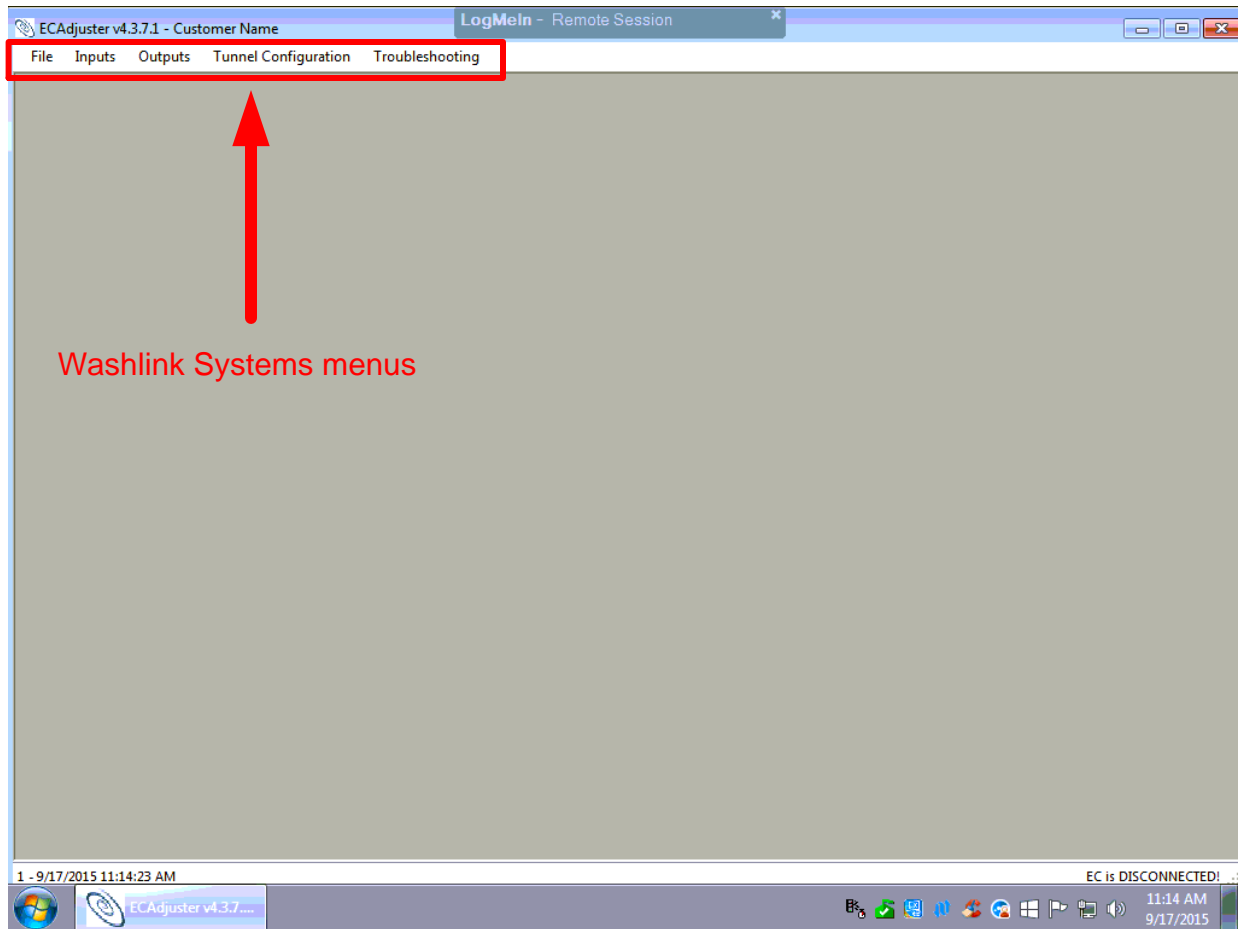 ECAdjuster v4.3.7.1 - Customer Name
LogMeIn - Remote Session
File Inputs Outputs Tunnel Configuration Troubleshooting
Washlink Systems menus
1 - 9/17/2015 11:14:23 AM
EC is DISCONNECTED!
ECAdjuster v4.3.7....
11:14 AM
9/17/2015